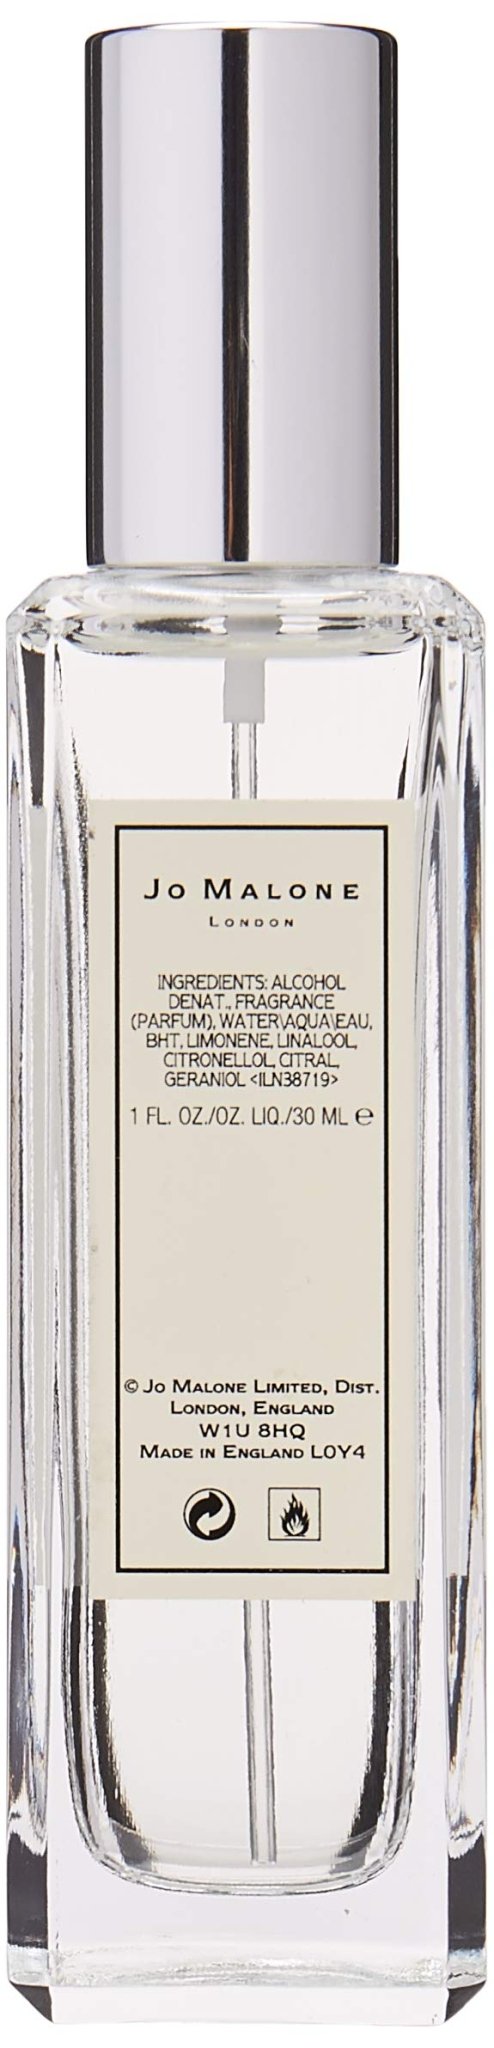 JO MALONE
LONDON
INGREDIENTS: ALCOHOL
DENAT., FRAGRANCE
(PARFUM), WATER\AQUA\EAU,
BHT, LIMONENE, LINALOOL,
CITRONELLOL, CITRAL,
GERANIOL <ILN38719>
1 FL. OZ./OZ. LIQ./30 ML ℮
© JO MALONE LIMITED, DIST.
LONDON, ENGLAND
W1U 8HQ
MADE IN ENGLAND L0Y4